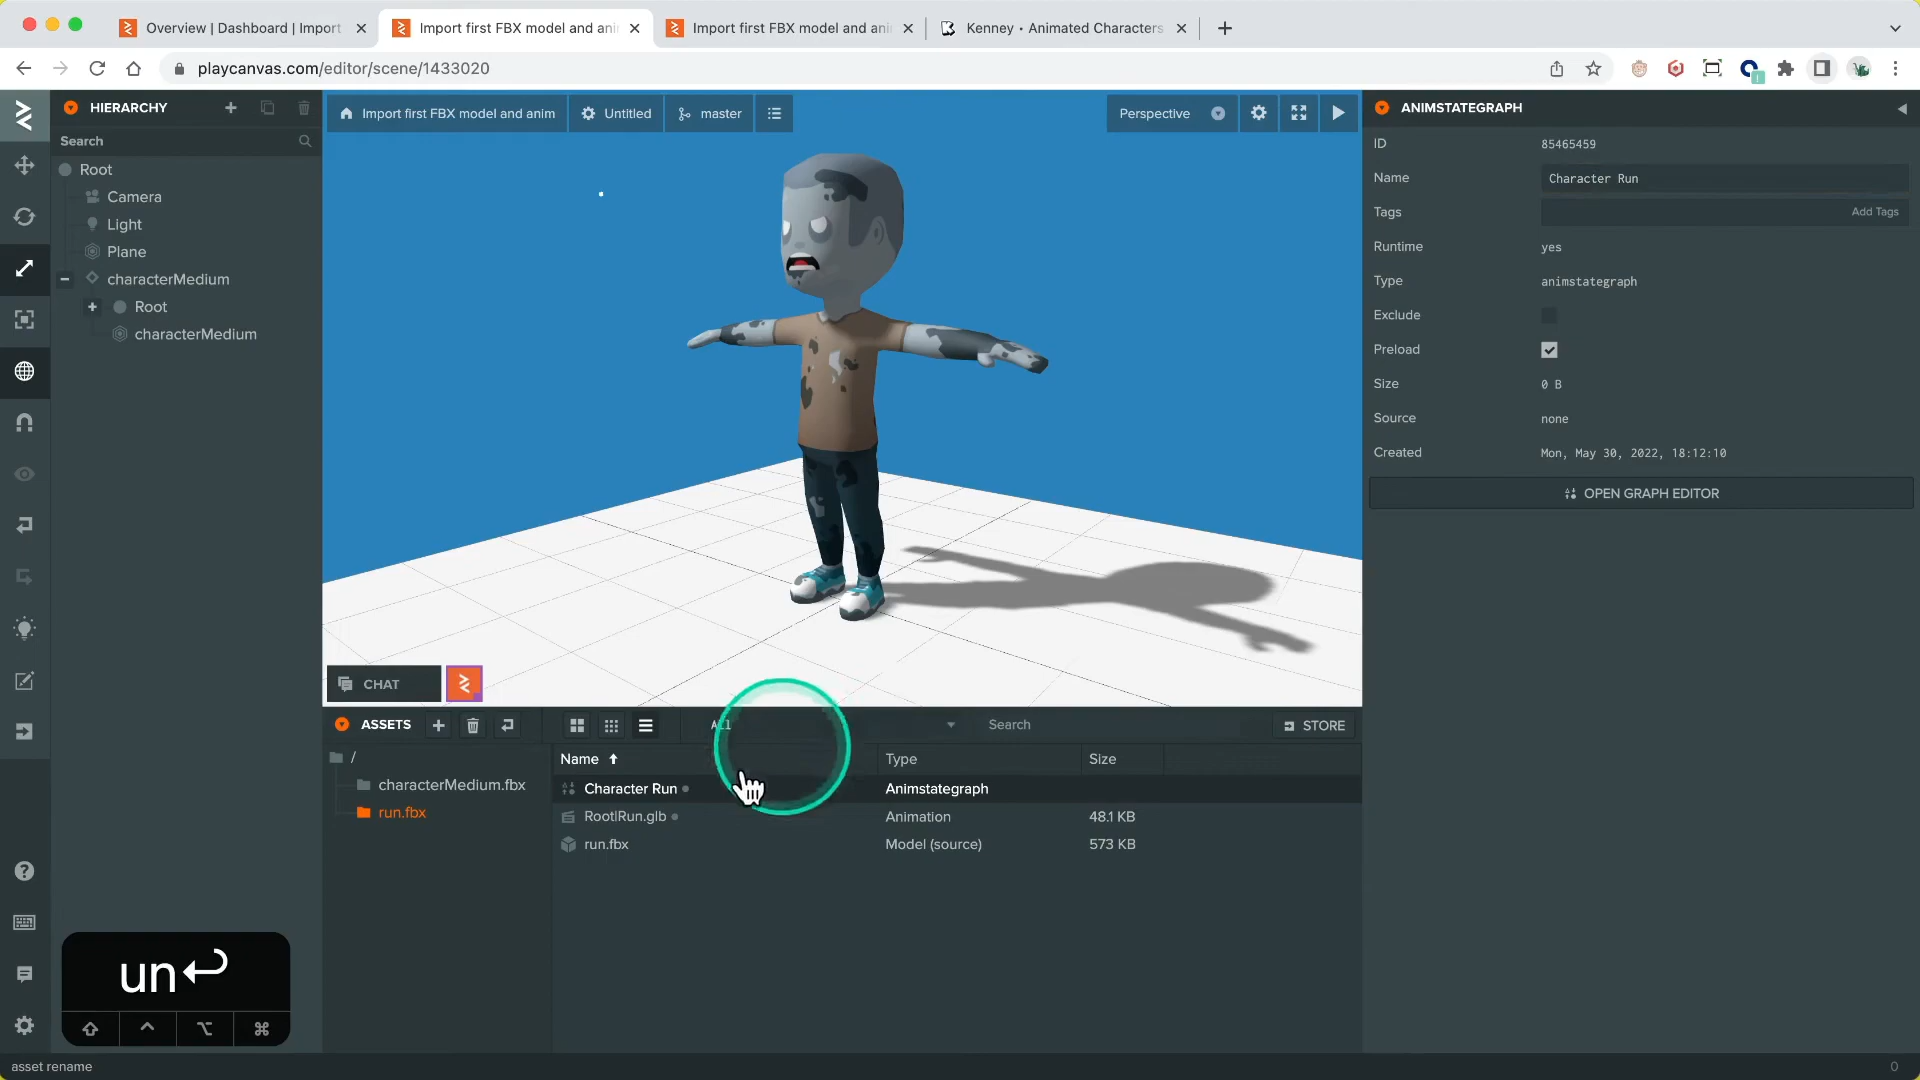 Overview | Dashboard | Import
Import first FBX model and ani
Import first FBX model and ani
Kenney • Animated Characters
playcanvas.com/editor/scene/1433020
HIERARCHY
Search
Root
Camera
Light
Plane
characterMedium
Root
characterMedium
Import first FBX model and anim
Untitled
master
Perspective
ANIMSTATEGRAPH
ID
85465459
Name
Character Run
Tags
Add Tags
Runtime
yes
Type
animstategraph
Exclude
Preload
Size
0 B
Source
none
Created
Mon, May 30, 2022, 18:12:10
OPEN GRAPH EDITOR
CHAT
ASSETS
All
Search
STORE
/
characterMedium.fbx
run.fbx
Name
Type
Size
Character Run
Animstategraph
Root|Run.glb
Animation
48.1 KB
run.fbx
Model (source)
573 KB
un
asset rename
0